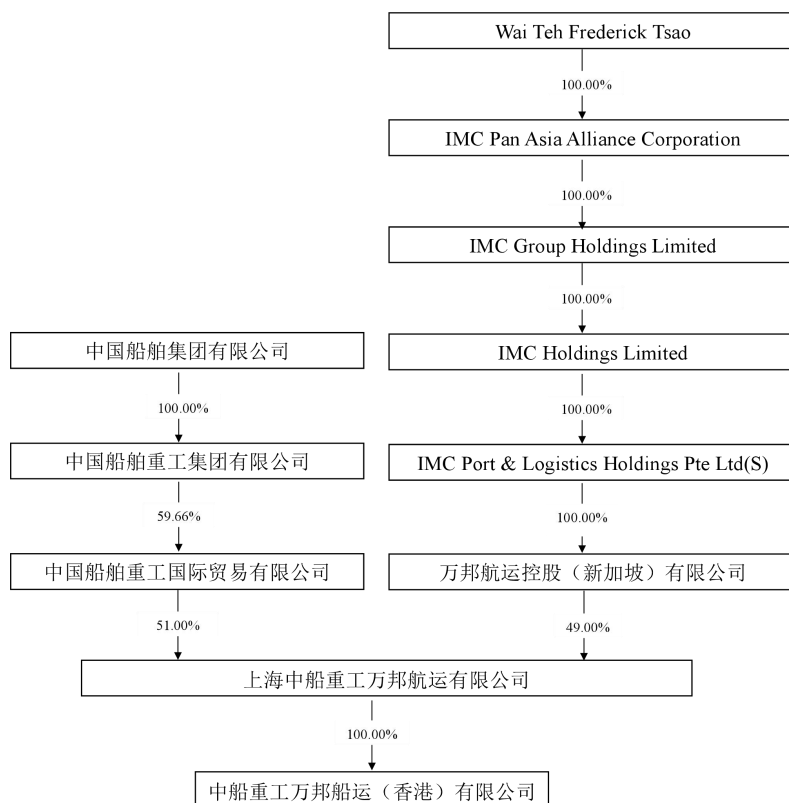 Wai Teh Frederick Tsao
100.00%
IMC Pan Asia Alliance Corporation
100.00%
IMC Group Holdings Limited
100.00%
中国船舶集团有限公司
IMC Holdings Limited
100.00%
100.00%
中国船舶重工集团有限公司
IMC Port & Logistics Holdings Pte Ltd(S)
59.66%
100.00%
中国船舶重工国际贸易有限公司
万邦航运控股（新加坡）有限公司
51.00%
49.00%
上海中船重工万邦航运有限公司
100.00%
中船重工万邦船运（香港）有限公司